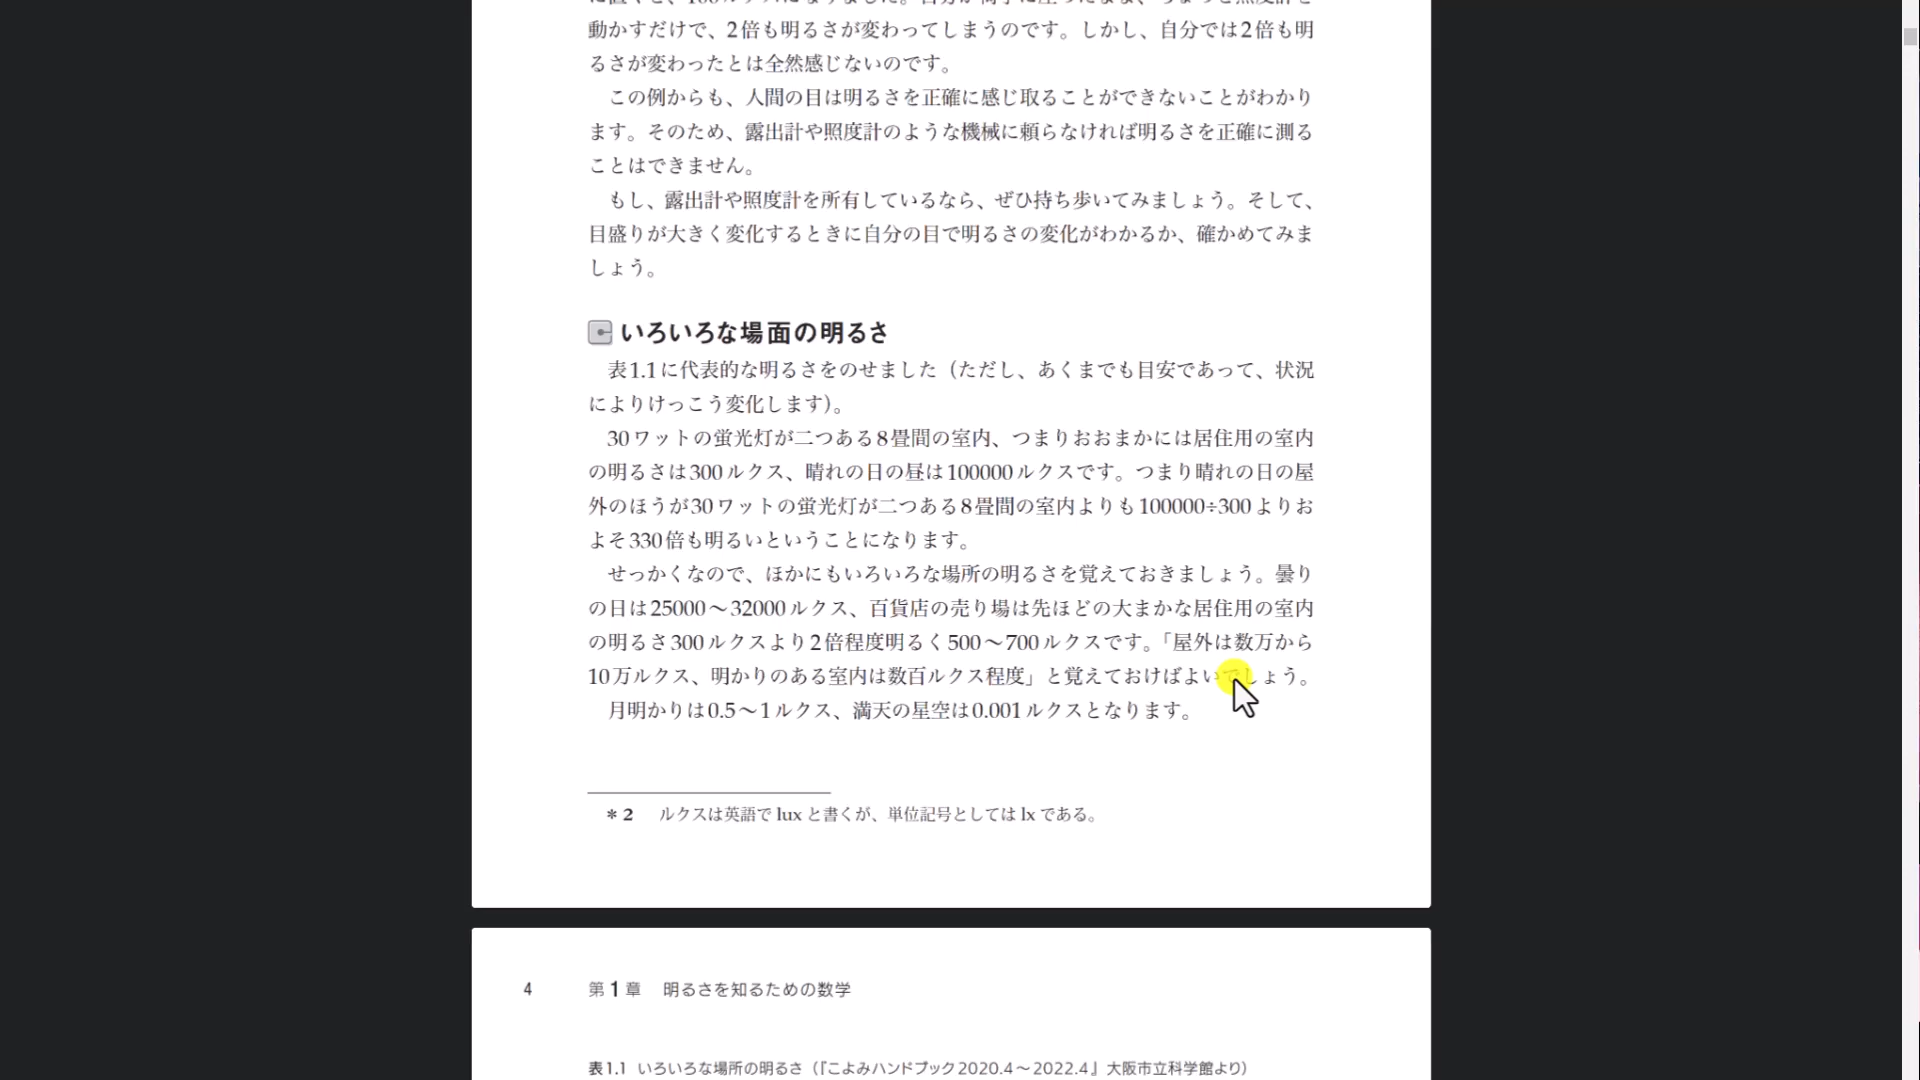 動かすだけで、2倍も明るさが変わってしまうのです。しかし、自分では2倍も明
るさが変わったとは全然感じないのです。
この例からも、人間の目は明るさを正確に感じ取ることができないことがわかり
ます。そのため、露出計や照度計のような機械に頼らなければ明るさを正確に測る
ことはできません。
もし、露出計や照度計を所有しているなら、ぜひ持ち歩いてみましょう。そして、
目盛りが大きく変化するときに自分の目で明るさの変化がわかるか、確かめてみま
しょう。
いろいろな場面の明るさ
表1.1に代表的な明るさをのせました（ただし、あくまでも目安であって、状況
によりけっこう変化します）。
30ワットの蛍光灯が二つある8畳間の室内、つまりおおまかには居住用の室内
の明るさは300ルクス、晴れの日の昼は100000ルクスです。つまり晴れの日の屋
外のほうが30ワットの蛍光灯が二つある8畳間の室内よりも100000÷300よりお
よそ330倍も明るいということになります。
せっかくなので、ほかにもいろいろな場所の明るさを覚えておきましょう。曇り
の日は25000〜32000ルクス、百貨店の売り場は先ほどの大まかな居住用の室内
の明るさ300ルクスより2倍程度明るく500〜700ルクスです。「屋外は数万から
10万ルクス、明かりのある室内は数百ルクス程度」と覚えておけばよいでしょう。
月明かりは0.5〜1ルクス、満天の星空は0.001ルクスとなります。
＊2 ルクスは英語で lux と書くが、単位記号としては lx である。
4 第1章 明るさを知るための数学
表1.1 いろいろな場所の明るさ（『こよみハンドブック2020.4〜2022.4』大阪市立科学館より）